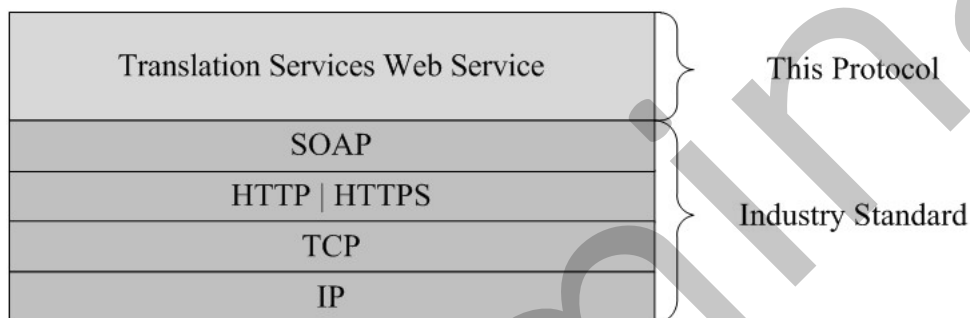 Translation Services Web Service
This Protocol
SOAP
HTTP | HTTPS
TCP
IP
Industry Standard